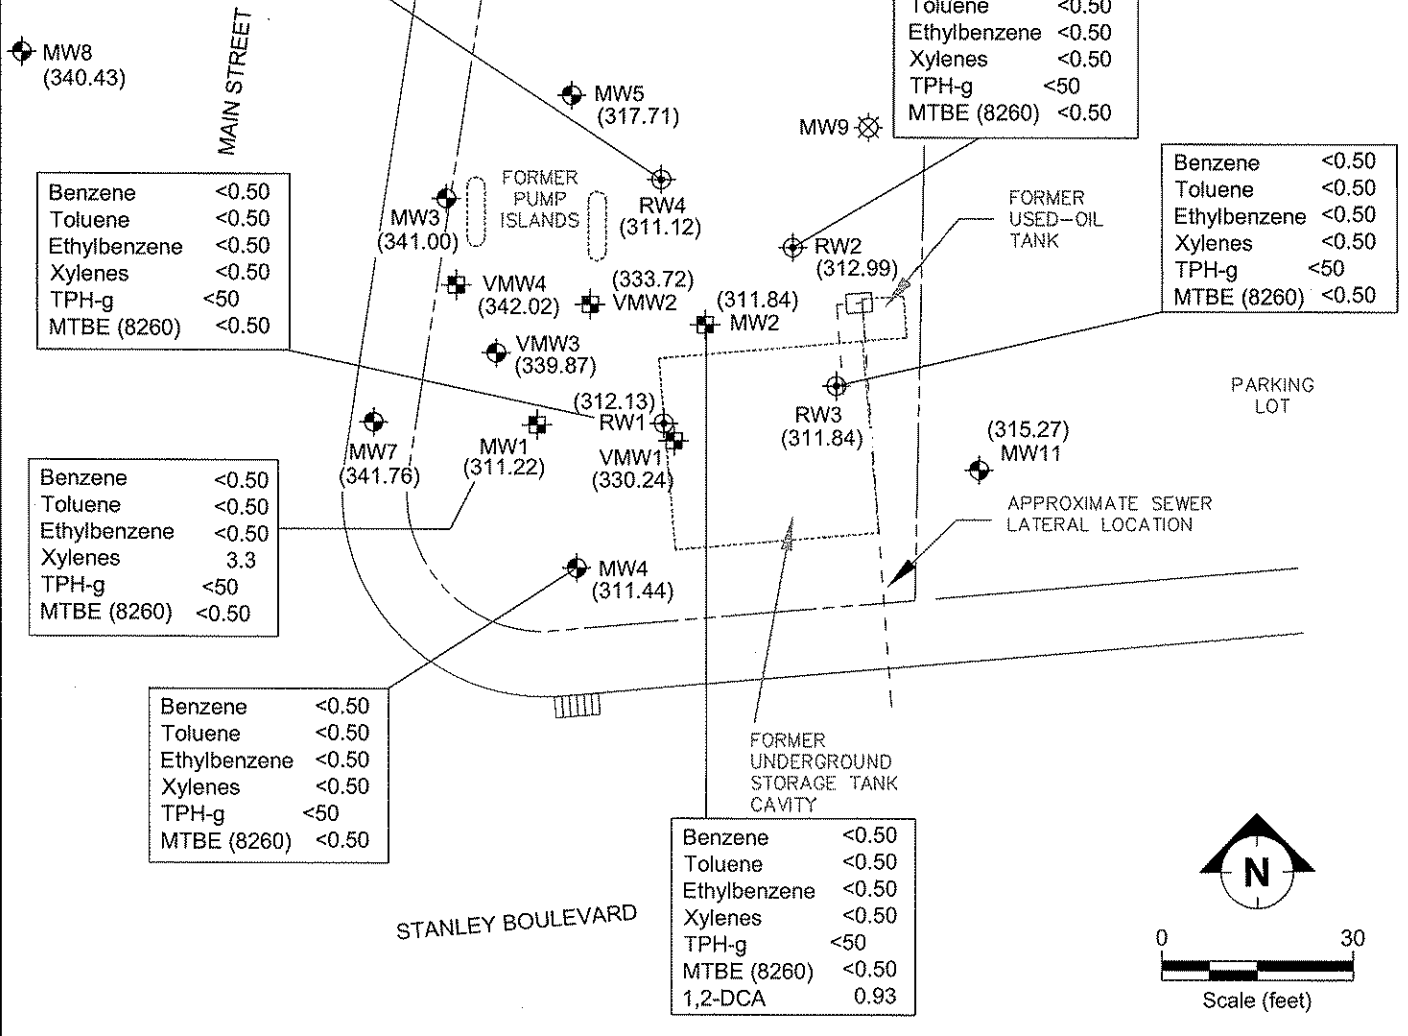 Toluene <0.50
Ethylbenzene <0.50
Xylenes <0.50
TPH-g <50
MTBE (8260) <0.50
MW8
(340.43)
MAIN STREET
MW5
(317.71)
MW9
Benzene <0.50
Toluene <0.50
Ethylbenzene <0.50
Xylenes <0.50
TPH-g <50
MTBE (8260) <0.50
Benzene <0.50
Toluene <0.50
Ethylbenzene <0.50
Xylenes <0.50
TPH-g <50
MTBE (8260) <0.50
MW3
(341.00)
FORMER
PUMP
ISLANDS
RW4
(311.12)
FORMER
USED-OIL
TANK
RW2
(312.99)
VMW4
(342.02)
(333.72)
VMW2
(311.84)
MW2
VMW3
(339.87)
PARKING
LOT
(312.13)
RW1
RW3
(311.84)
MW7
(341.76)
MW1
(311.22)
VMW1
(330.24)
(315.27)
MW11
Benzene <0.50
Toluene <0.50
Ethylbenzene <0.50
Xylenes 3.3
TPH-g <50
MTBE (8260) <0.50
APPROXIMATE SEWER
LATERAL LOCATION
MW4
(311.44)
Benzene <0.50
Toluene <0.50
Ethylbenzene <0.50
Xylenes <0.50
TPH-g <50
MTBE (8260) <0.50
FORMER
UNDERGROUND
STORAGE TANK
CAVITY
Benzene <0.50
Toluene <0.50
Ethylbenzene <0.50
Xylenes <0.50
TPH-g <50
MTBE (8260) <0.50
1,2-DCA 0.93
STANLEY BOULEVARD
N
0 30
Scale (feet)